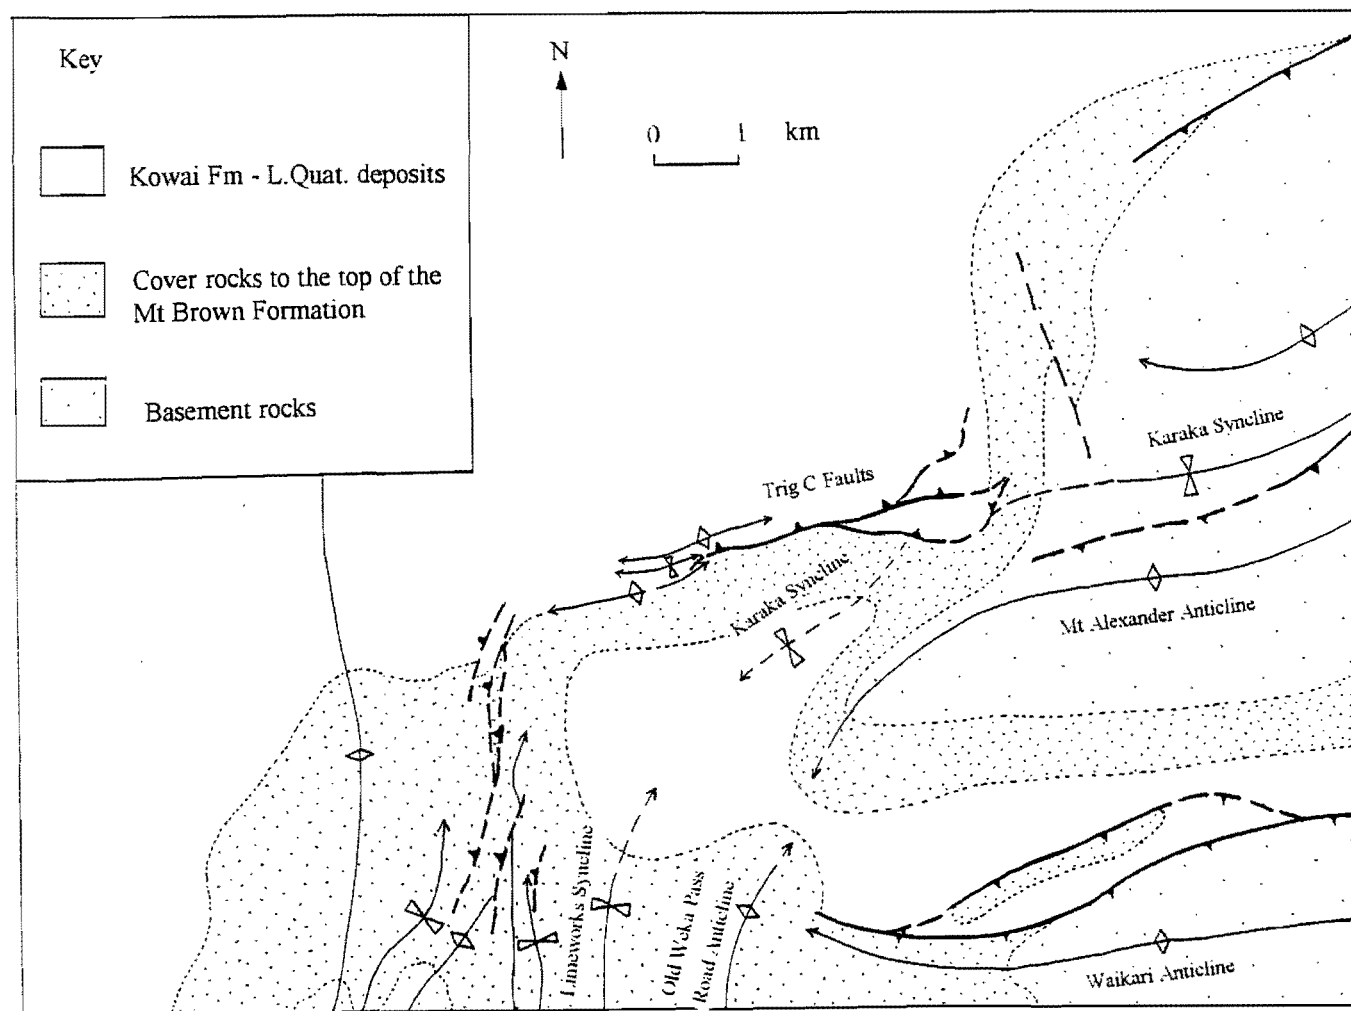 Key
Kowai Fm - L.Quat. deposits
Cover rocks to the top of the
Mt Brown Formation
Basement rocks
N
0 1 km
Karaka Syncline
Trig C Faults
Karaka Syncline
Mt Alexander Anticline
Limeworks Syncline
Old Weka Pass
Road Anticline
Waikari Anticline